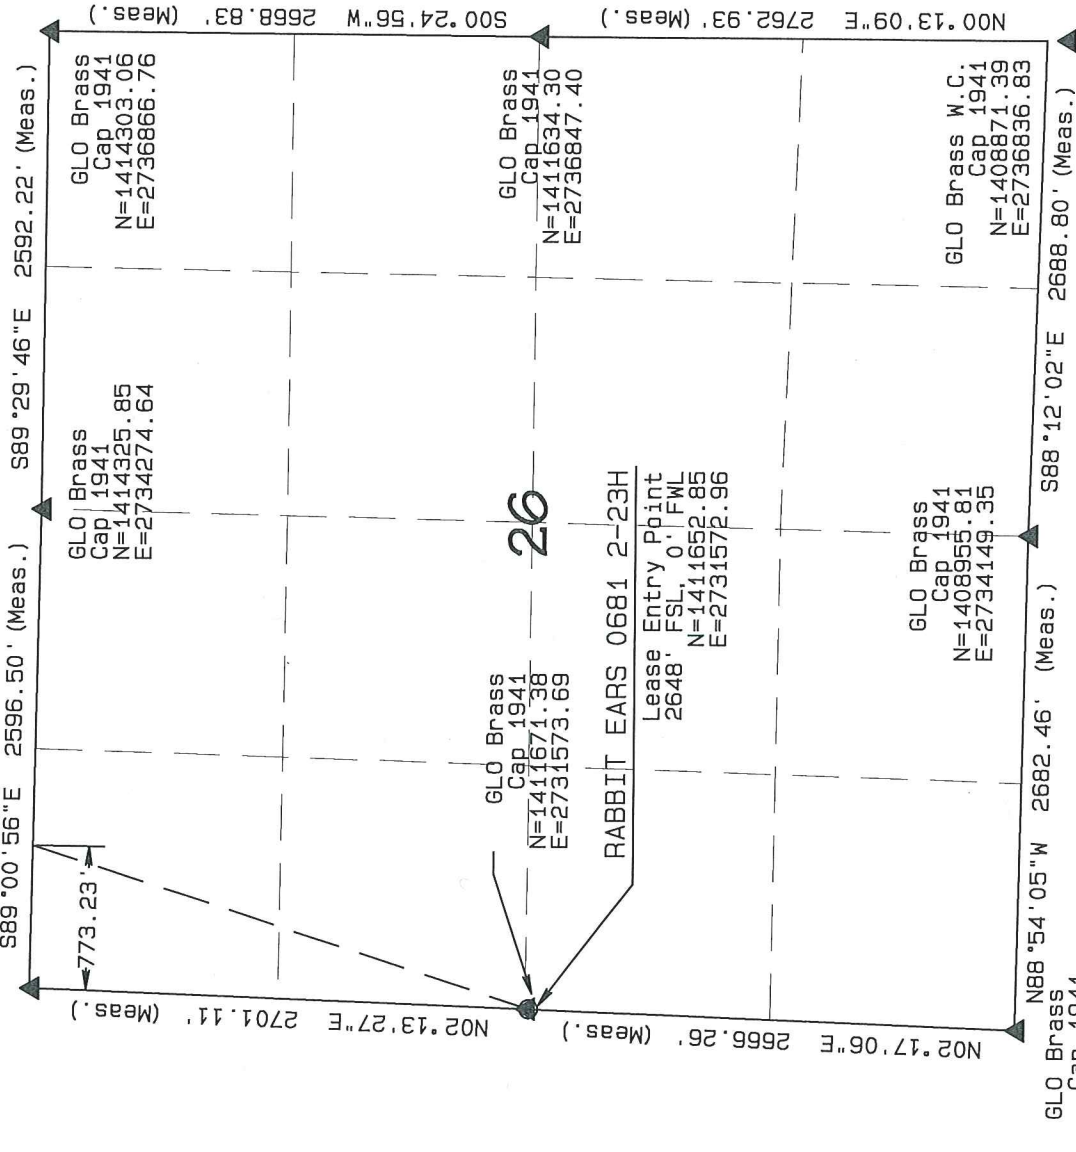 S89°00'56"E 2596.50' (Meas.)
S89°29'46"E 2592.22' (Meas.)
S00°24'56"W 2668.83' (Meas.)
N00°13'09"E 2762.93' (Meas.)
773.23'
GLO Brass
Cap 1941
N=1414325.85
E=2734274.64
GLO Brass
Cap 1941
N=1414303.06
E=2736866.76
N02°13'27"E 2701.11' (Meas.)
GLO Brass
Cap 1941
N=1411671.38
E=2731573.69
26
GLO Brass
Cap 1941
N=1411634.30
E=2736847.40
RABBIT EARS 0681 2-23H
Lease Entry Point
2648' FSL, 0' FWL
N=1411652.85
E=2731572.96
N02°17'06"E 2666.26' (Meas.)
GLO Brass
Cap 1941
N=1408955.81
E=2734149.35
GLO Brass W.C.
Cap 1941
N=1408871.39
E=2736836.83
N88°54'05"W 2682.46' (Meas.)
S88°12'02"E 2688.80' (Meas.)
GLO Brass